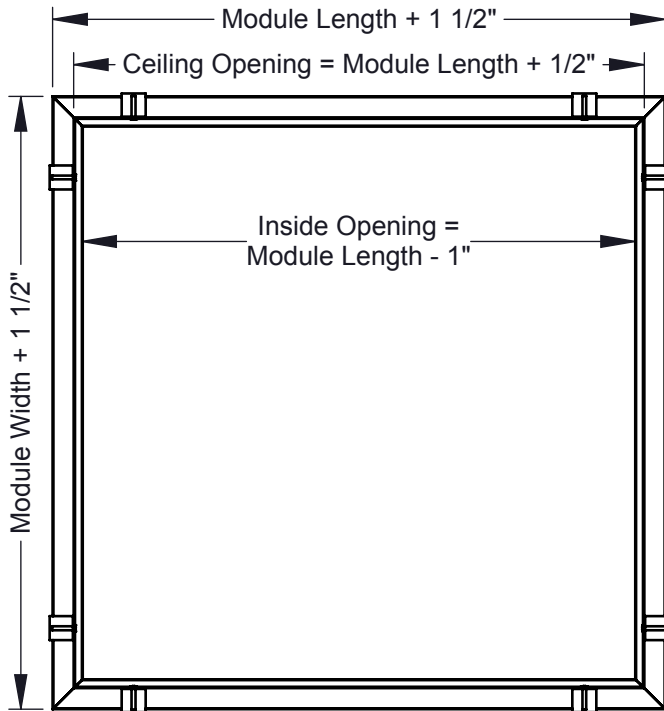 Module Length + 1 1/2"
Ceiling Opening = Module Length + 1/2"
Inside Opening =
Module Length - 1"
Module Width + 1 1/2"